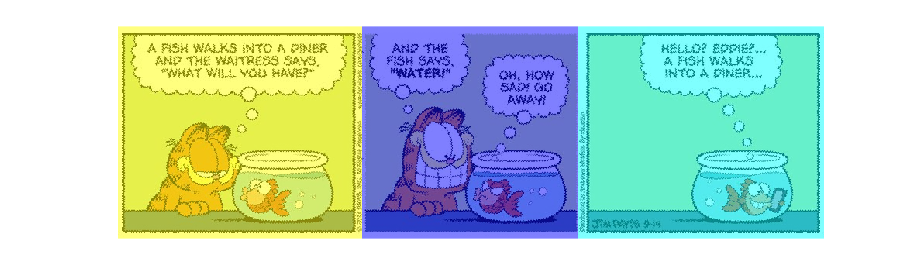 A FISH WALKS INTO A DINER
AND THE WAITRESS SAYS,
"WHAT WILL YOU HAVE?"
AND THE
FISH SAYS,
"WATER!"
OH, HOW
SAD! GO
AWAY!
HELLO? EDDIE?...
A FISH WALKS
INTO A DINER...
JIM DAVIS 9-14